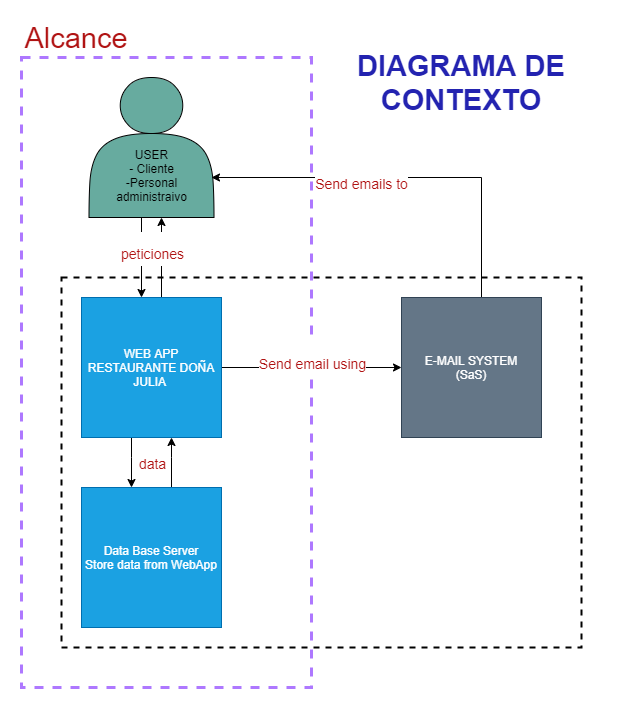 Alcance
DIAGRAMA DE
CONTEXTO
USER
- Cliente
-Personal
administraivo
Send emails to
peticiones
WEB APP
RESTAURANTE DOÑA
JULIA
Send email using
E-MAIL SYSTEM
(SaS)
data
Data Base Server
Store data from WebApp